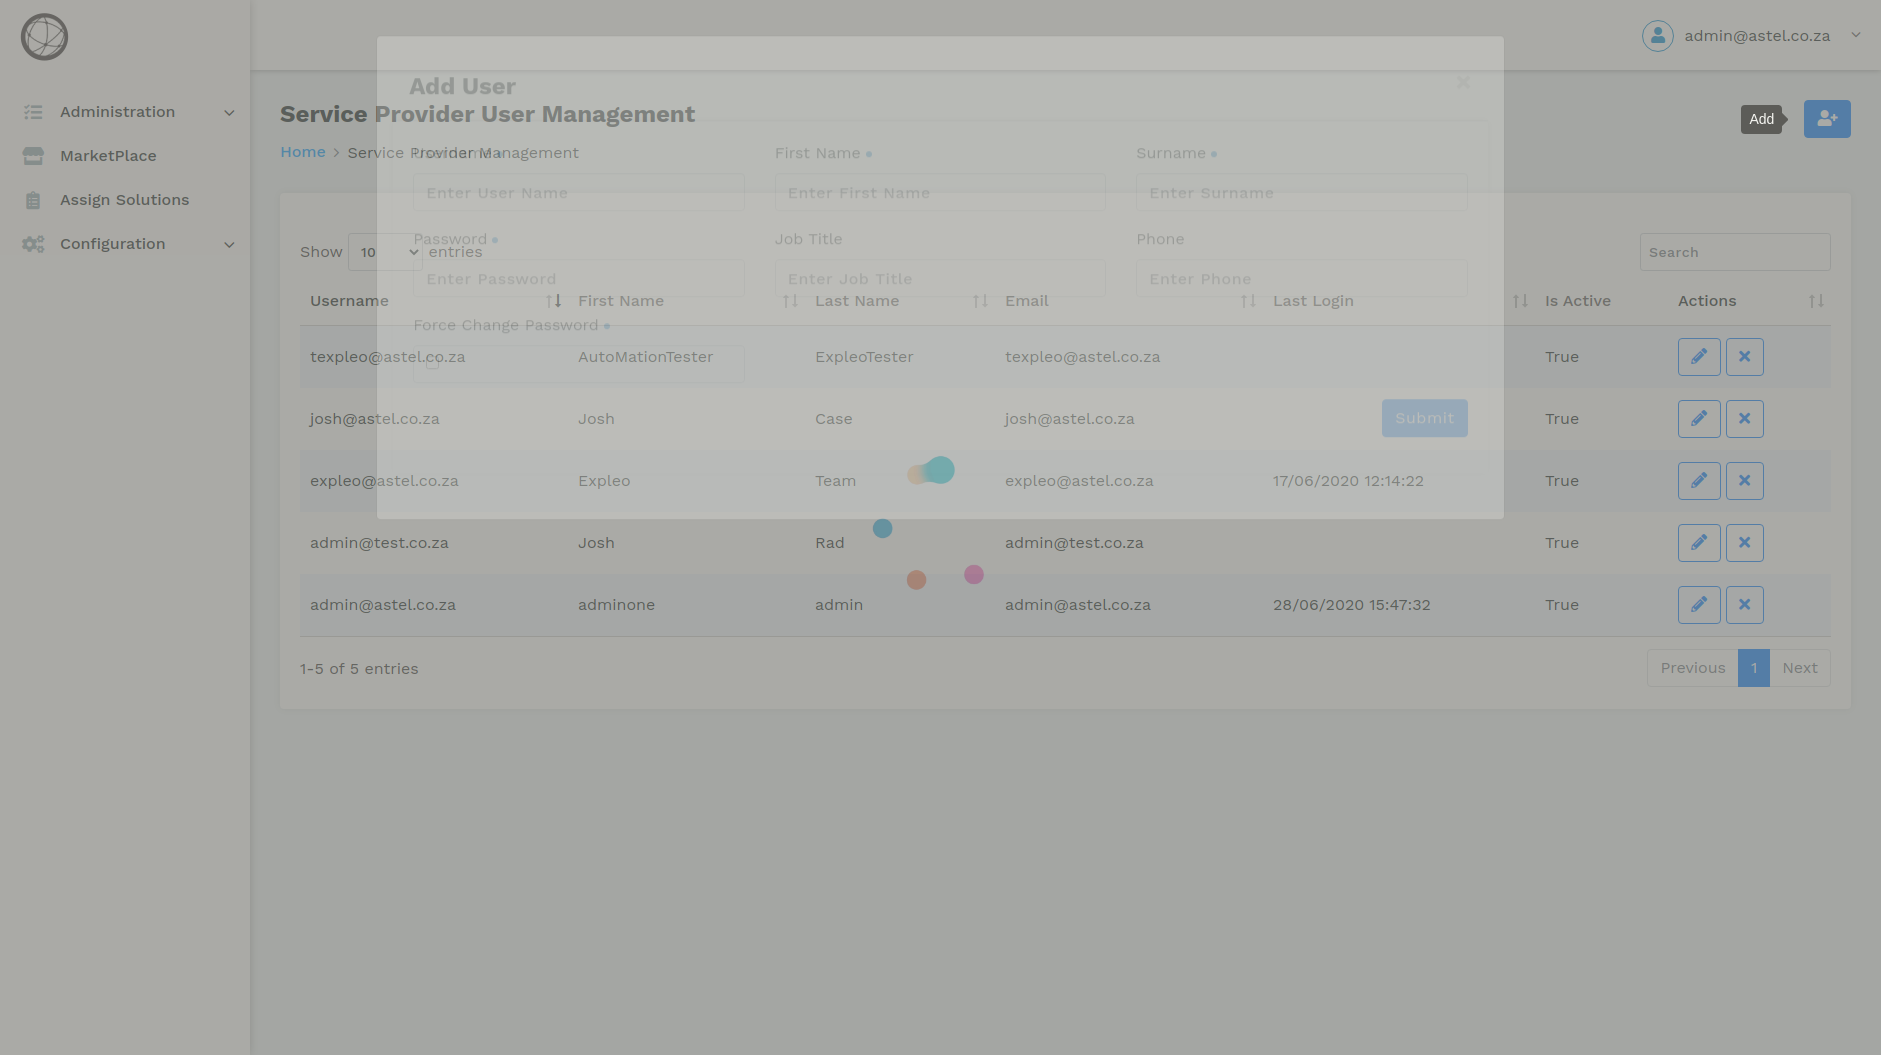 admin@astel.co.za
Administration
MarketPlace
Assign Solutions
Configuration
Add User
Service Provider User Management
Add
Home > Service Provider Management
Username First Name Surname
Enter User Name Enter First Name Enter Surname
Password Job Title Phone
Show 10 entries
Search
Enter Password Enter Job Title Enter Phone
Username First Name Last Name Email Last Login Is Active Actions
Force Change Password
texpleo@astel.co.za AutoMationTester ExpleoTester texpleo@astel.co.za True
josh@astel.co.za Josh Case josh@astel.co.za True
Submit
expleo@astel.co.za Expleo Team expleo@astel.co.za 17/06/2020 12:14:22 True
admin@test.co.za Josh Rad admin@test.co.za True
admin@astel.co.za adminone admin admin@astel.co.za 28/06/2020 15:47:32 True
1-5 of 5 entries
Previous 1 Next